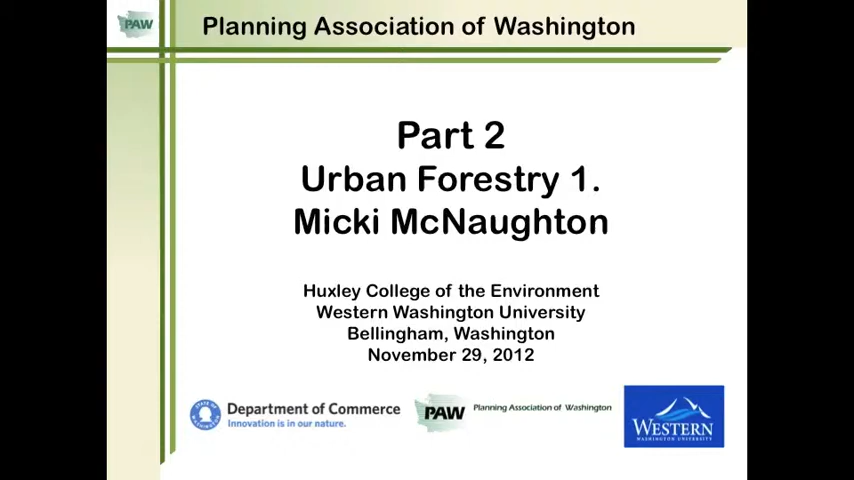 PAW
Planning Association of Washington
Part 2
Urban Forestry 1.
Micki McNaughton
Huxley College of the Environment
Western Washington University
Bellingham, Washington
November 29, 2012
Department of Commerce
Innovation is in our nature.
PAW
Planning Association of Washington
WESTERN
WASHINGTON UNIVERSITY